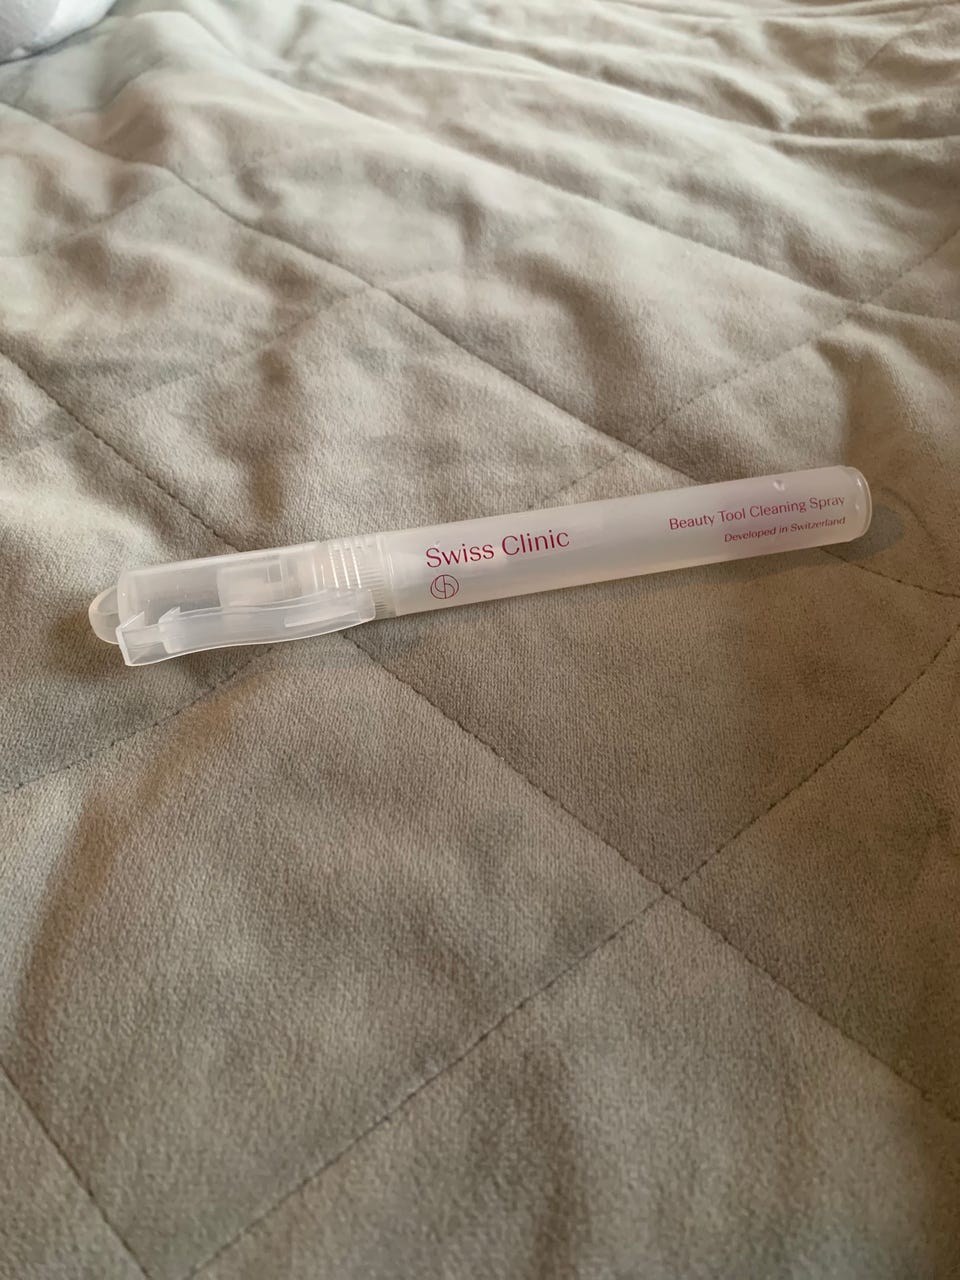 Swiss Clinic
Beauty Tool Cleaning Spray
Developed in Switzerland